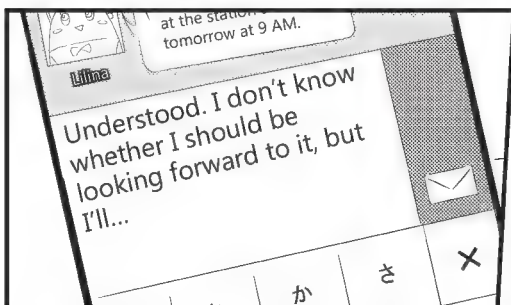 at the station
tomorrow at 9 AM.
Lilina
Understood. I don't know
whether I should be
looking forward to it, but
I'll...
か
さ
×